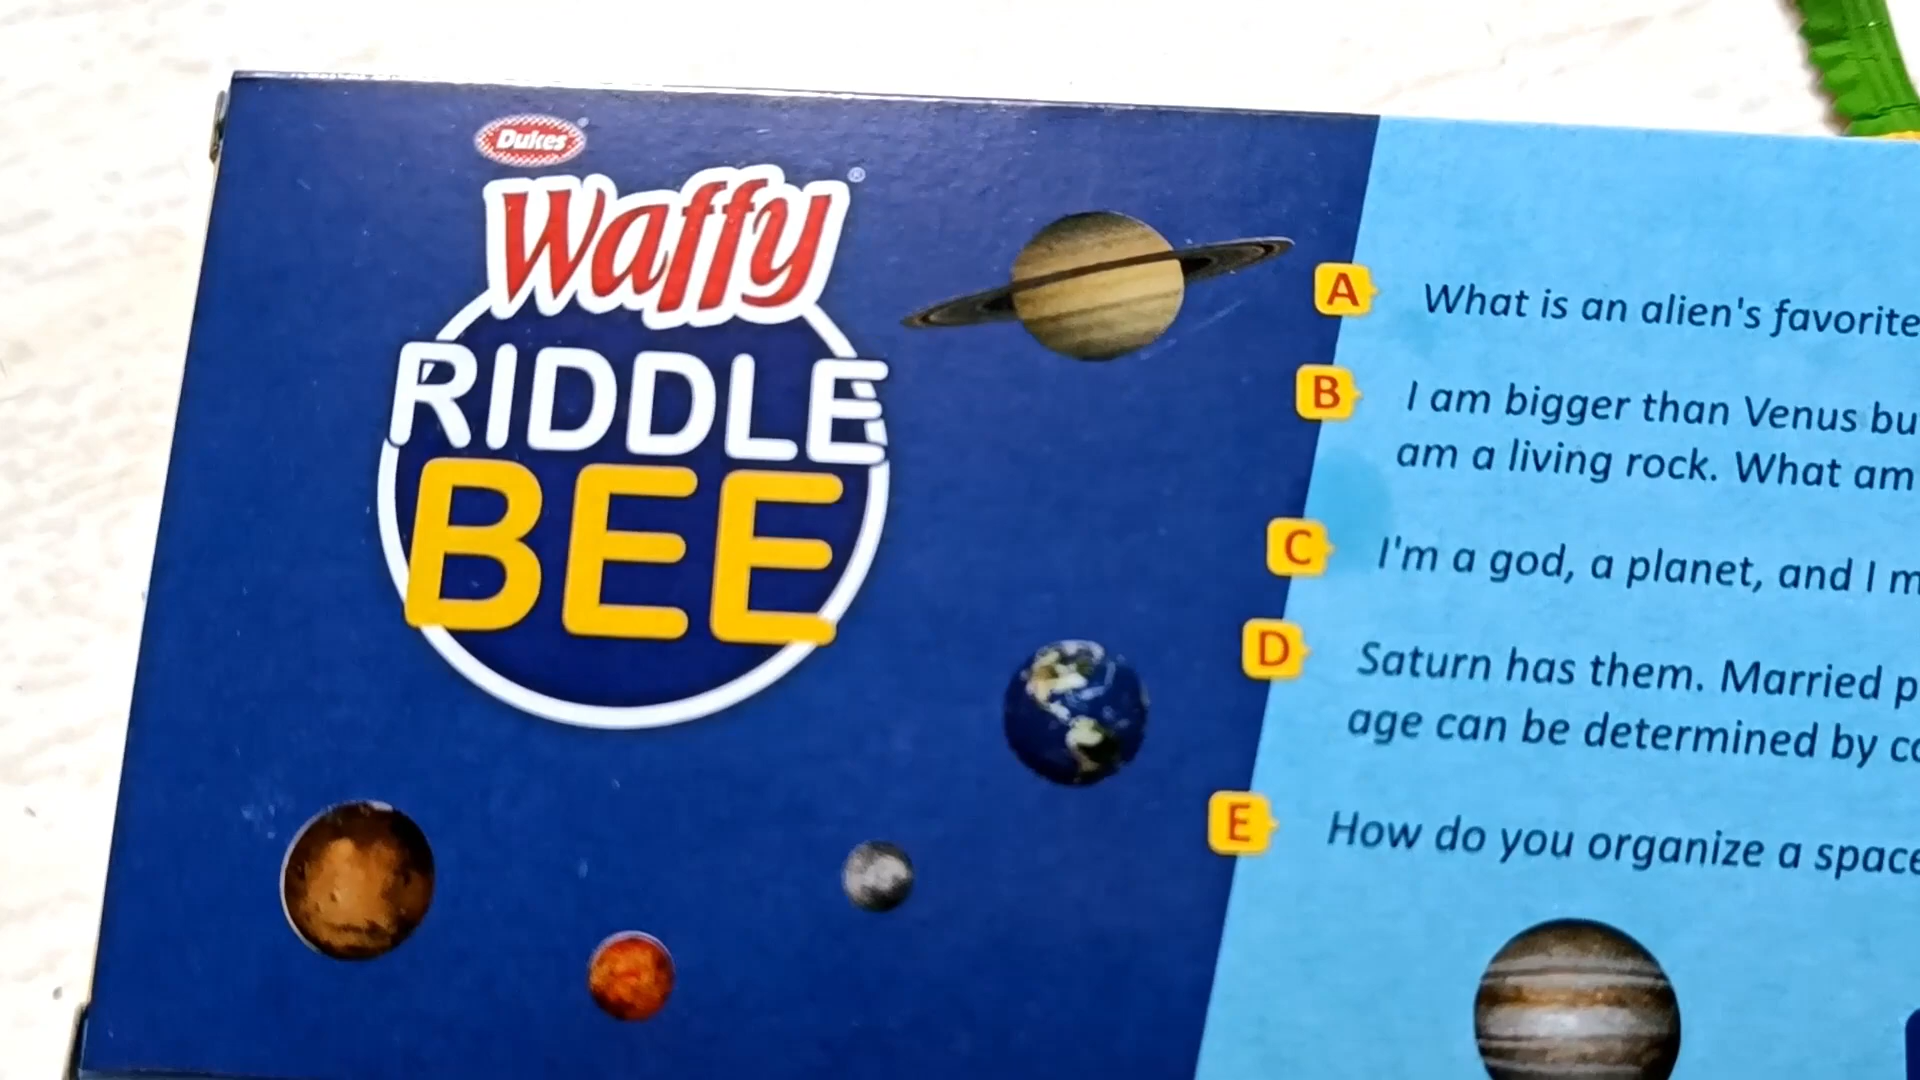 Dukes
Waffy
RIDDLE
BEE
A What is an alien's favorite
B I am bigger than Venus
am a living rock. What am
C I'm a god, a planet, and I
D Saturn has them. Married
age can be determined by
E How do you organize a space